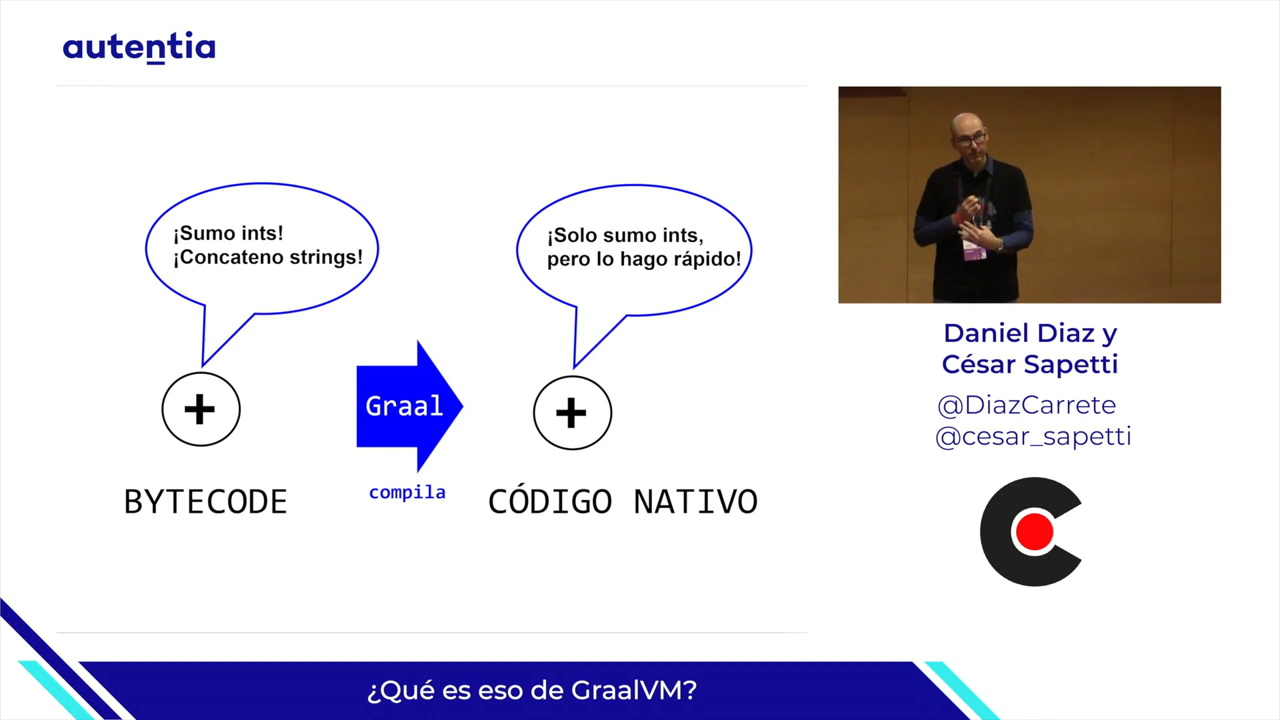 autentia
¡Sumo ints!
¡Concateno strings!
¡Solo sumo ints,
pero lo hago rápido!
+
Graal
+
compila
BYTECODE
CÓDIGO NATIVO
Daniel Diaz y
César Sapetti
@DiazCarrete
@cesar_sapetti
¿Qué es eso de GraalVM?